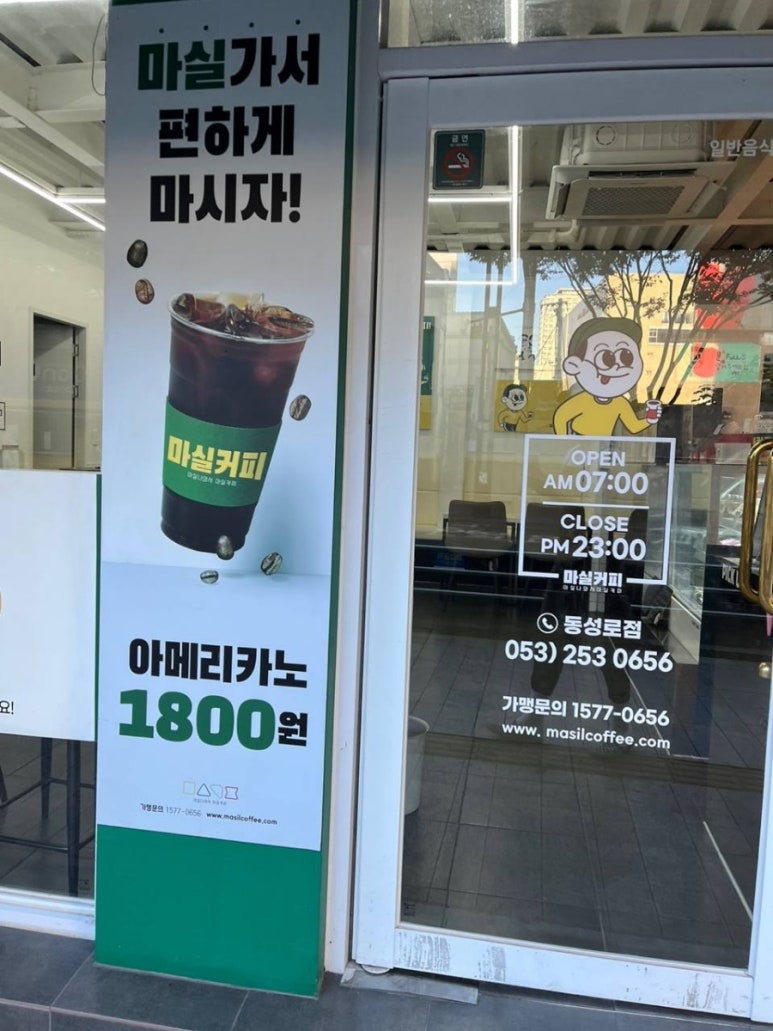 마실가서
편하게
마시자!
마실커피
아메리카노
1800원
가맹문의 1577-0656 www.masilcoffee.com
요!
금연
일반음식
OPEN
AM 07:00
CLOSE
PM 23:00
마실커피
동성로점
053) 253 0656
가맹문의 1577-0656
www. masilcoffee.com